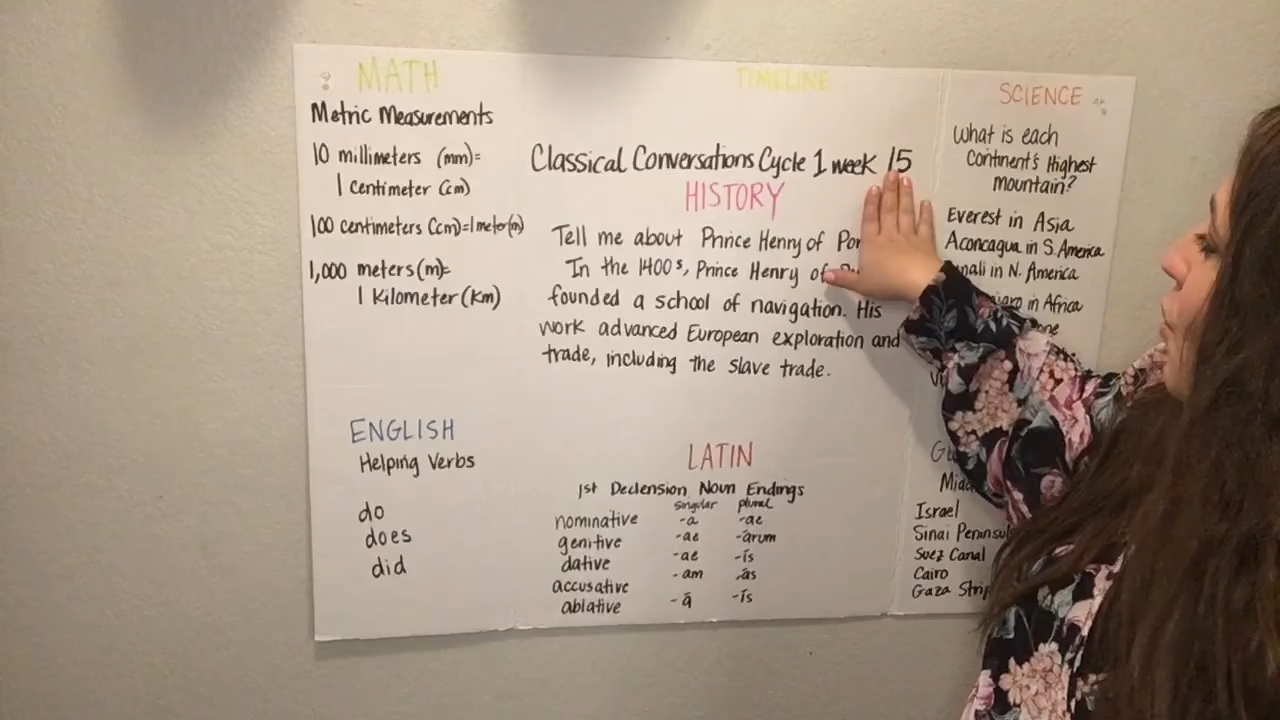 MATH
Metric Measurements
10 millimeters (mm)=
1 centimeter (cm)
100 centimeters (cm)=1 meter(m)
1,000 meters(m)=
1 Kilometer (Km)
ENGLISH
Helping Verbs
do
does
did
TIMELINE
Classical Conversations Cycle 1 week 15
HISTORY
Tell me about Prince Henry of
In the 1400s, Prince Henry of
founded a school of navigation. His
work advanced European exploration and
trade, including the slave trade.
LATIN
1st Declension Noun Endings
singular plural
nominative -a -ae
genitive -ae -ārum
dative -ae -īs
accusative -am -ās
ablative -ā -īs
SCIENCE
What is each
Continent's Highest
Mountain?
Everest in Asia
Aconcagua in S. America
in N. America
in Africa
Israel
Sinai
Suez Canal
Cairo
Gaza